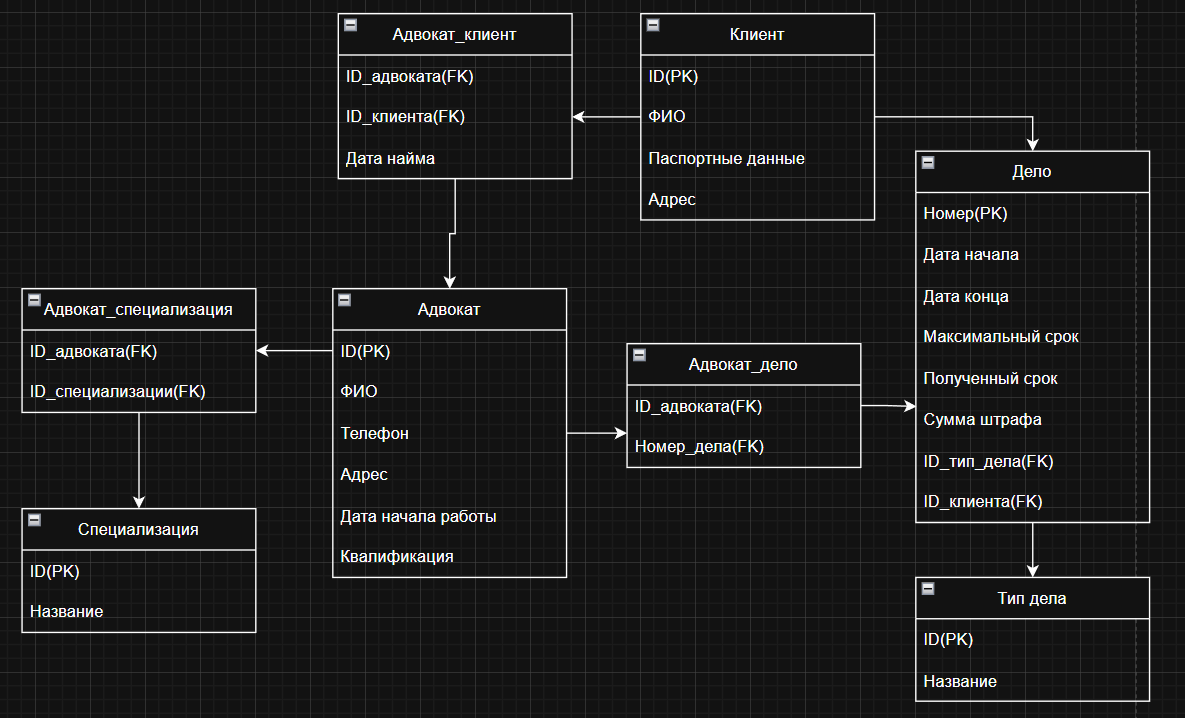 Адвокат_клиент
ID_адвоката(FK)
ID_клиента(FK)
Дата найма
Клиент
ID(PK)
ФИО
Паспортные данные
Адрес
Дело
Номер(PK)
Дата начала
Дата конца
Максимальный срок
Полученный срок
Сумма штрафа
ID_тип_дела(FK)
ID_клиента(FK)
Адвокат_специализация
ID_адвоката(FK)
ID_специализации(FK)
Адвокат
ID(PK)
ФИО
Телефон
Адрес
Дата начала работы
Квалификация
Адвокат_дело
ID_адвоката(FK)
Номер_дела(FK)
Специализация
ID(PK)
Название
Тип дела
ID(PK)
Название